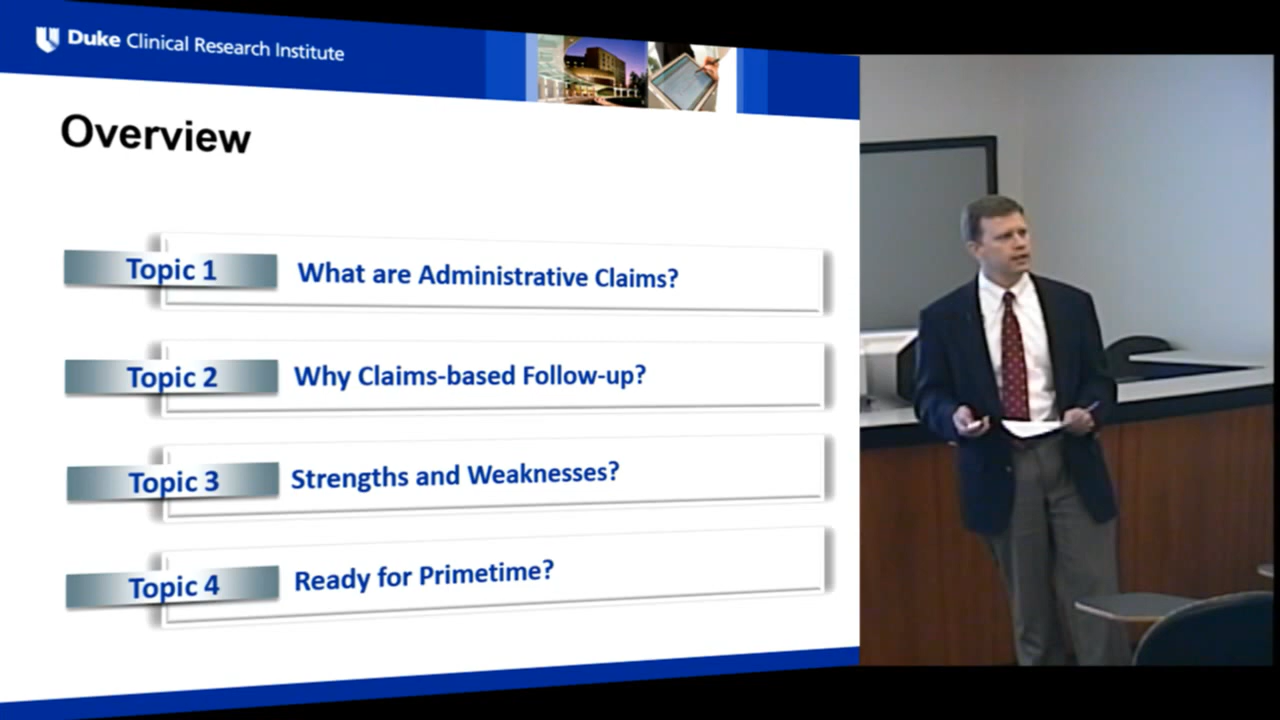 Duke Clinical Research Institute
Overview
Topic 1 What are Administrative Claims?
Topic 2 Why Claims-based Follow-up?
Topic 3 Strengths and Weaknesses?
Topic 4 Ready for Primetime?